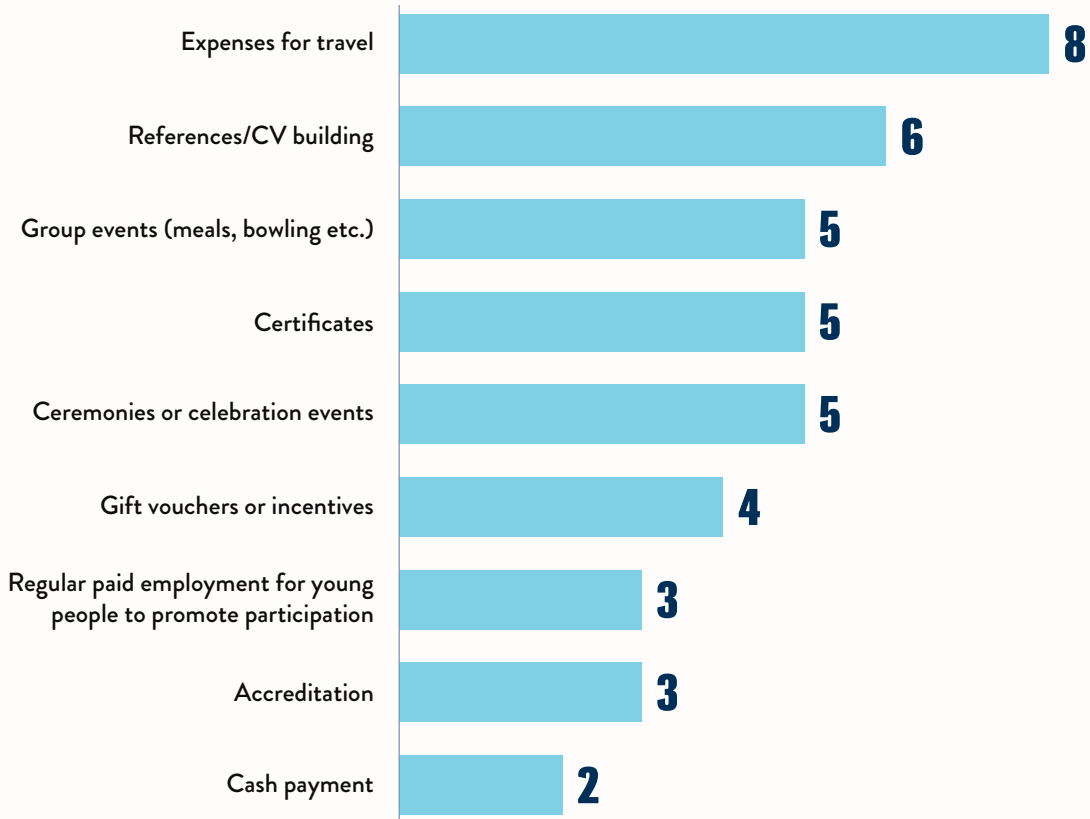 Expenses for travel 8
References/CV building 6
Group events (meals, bowling etc.) 5
Certificates 5
Ceremonies or celebration events 5
Gift vouchers or incentives 4
Regular paid employment for young
people to promote participation 3
Accreditation 3
Cash payment 2